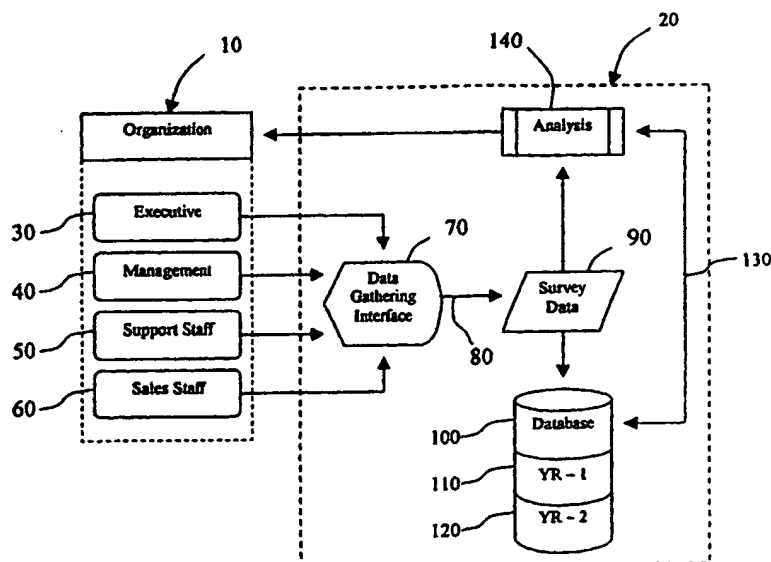 10
20
140
Organization
Analysis
30
Executive
40
Management
50
Support Staff
60
Sales Staff
70
Data
Gathering
Interface
80
90
Survey
Data
130
100
Database
110
YR - 1
120
YR - 2